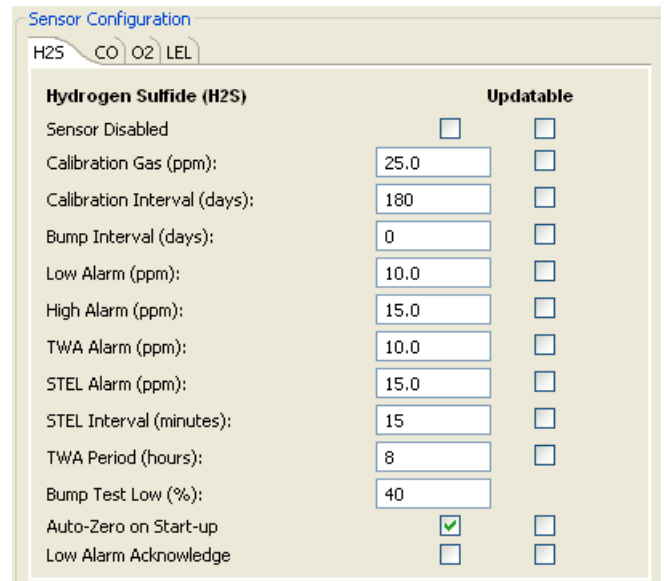 Sensor Configuration
H2S CO O2 LEL
Hydrogen Sulfide (H2S) Updatable
Sensor Disabled
Calibration Gas (ppm): 25.0
Calibration Interval (days): 180
Bump Interval (days): 0
Low Alarm (ppm): 10.0
High Alarm (ppm): 15.0
TWA Alarm (ppm): 10.0
STEL Alarm (ppm): 15.0
STEL Interval (minutes): 15
TWA Period (hours): 8
Bump Test Low (%): 40
Auto-Zero on Start-up
Low Alarm Acknowledge